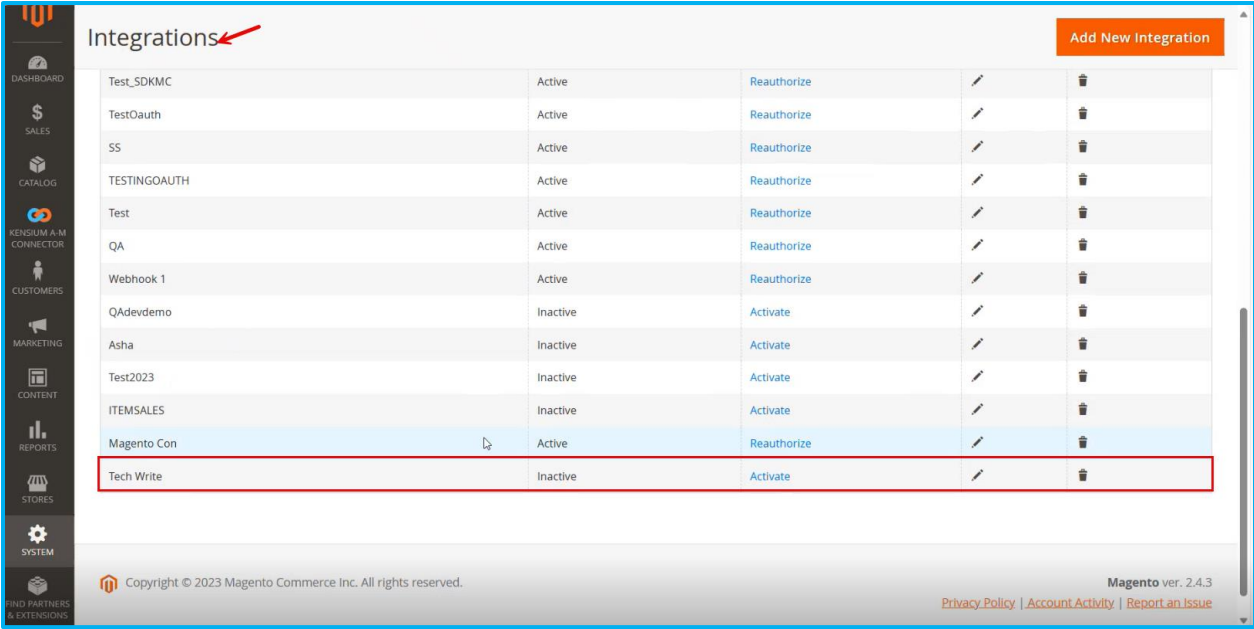 Integrations
Add New Integration
DASHBOARD
SALES
CATALOG
KENSIUM A-M
CONNECTOR
CUSTOMERS
MARKETING
CONTENT
REPORTS
STORES
SYSTEM
FIND PARTNERS
& EXTENSIONS
Test_SDKMC Active Reauthorize
TestOauth Active Reauthorize
SS Active Reauthorize
TESTINGOAUTH Active Reauthorize
Test Active Reauthorize
QA Active Reauthorize
Webhook 1 Active Reauthorize
QAdevdemo Inactive Activate
Asha Inactive Activate
Test2023 Inactive Activate
ITEMSALES Inactive Activate
Magento Con Active Reauthorize
Tech Write Inactive Activate
Copyright © 2023 Magento Commerce Inc. All rights reserved.
Magento ver. 2.4.3
Privacy Policy | Account Activity | Report an Issue